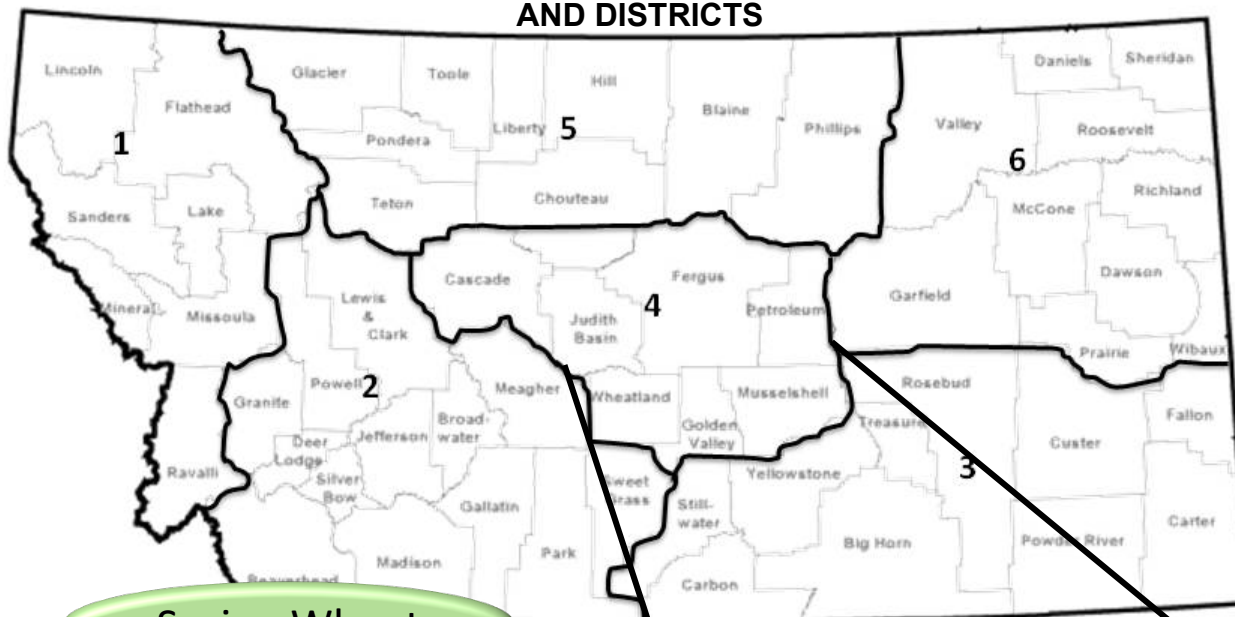 AND DISTRICTS
Lincoln
Flathead
Glacier
Toole
Hill
Liberty
Blaine
Phillips
Valley
Daniels
Sheridan
Roosevelt
1
5
6
Pondera
Teton
Chouteau
Sanders
Lake
McCone
Richland
Mineral
Missoula
Lewis
&
Clark
Cascade
Judith
Basin
Fergus
4
Petroleum
Garfield
Dawson
Prairie
Wibaux
Granite
Powell
2
Meagher
Wheatland
Golden
Valley
Musselshell
Rosebud
Treasure
Custer
Fallon
3
Broad-
water
Jefferson
Deer
Lodge
Silver
Bow
Ravalli
Gallatin
Park
Sweet
Grass
Still-
water
Yellowstone
Big Horn
Powder River
Carter
Madison
Beaverhead
Carbon
Spring Wheat